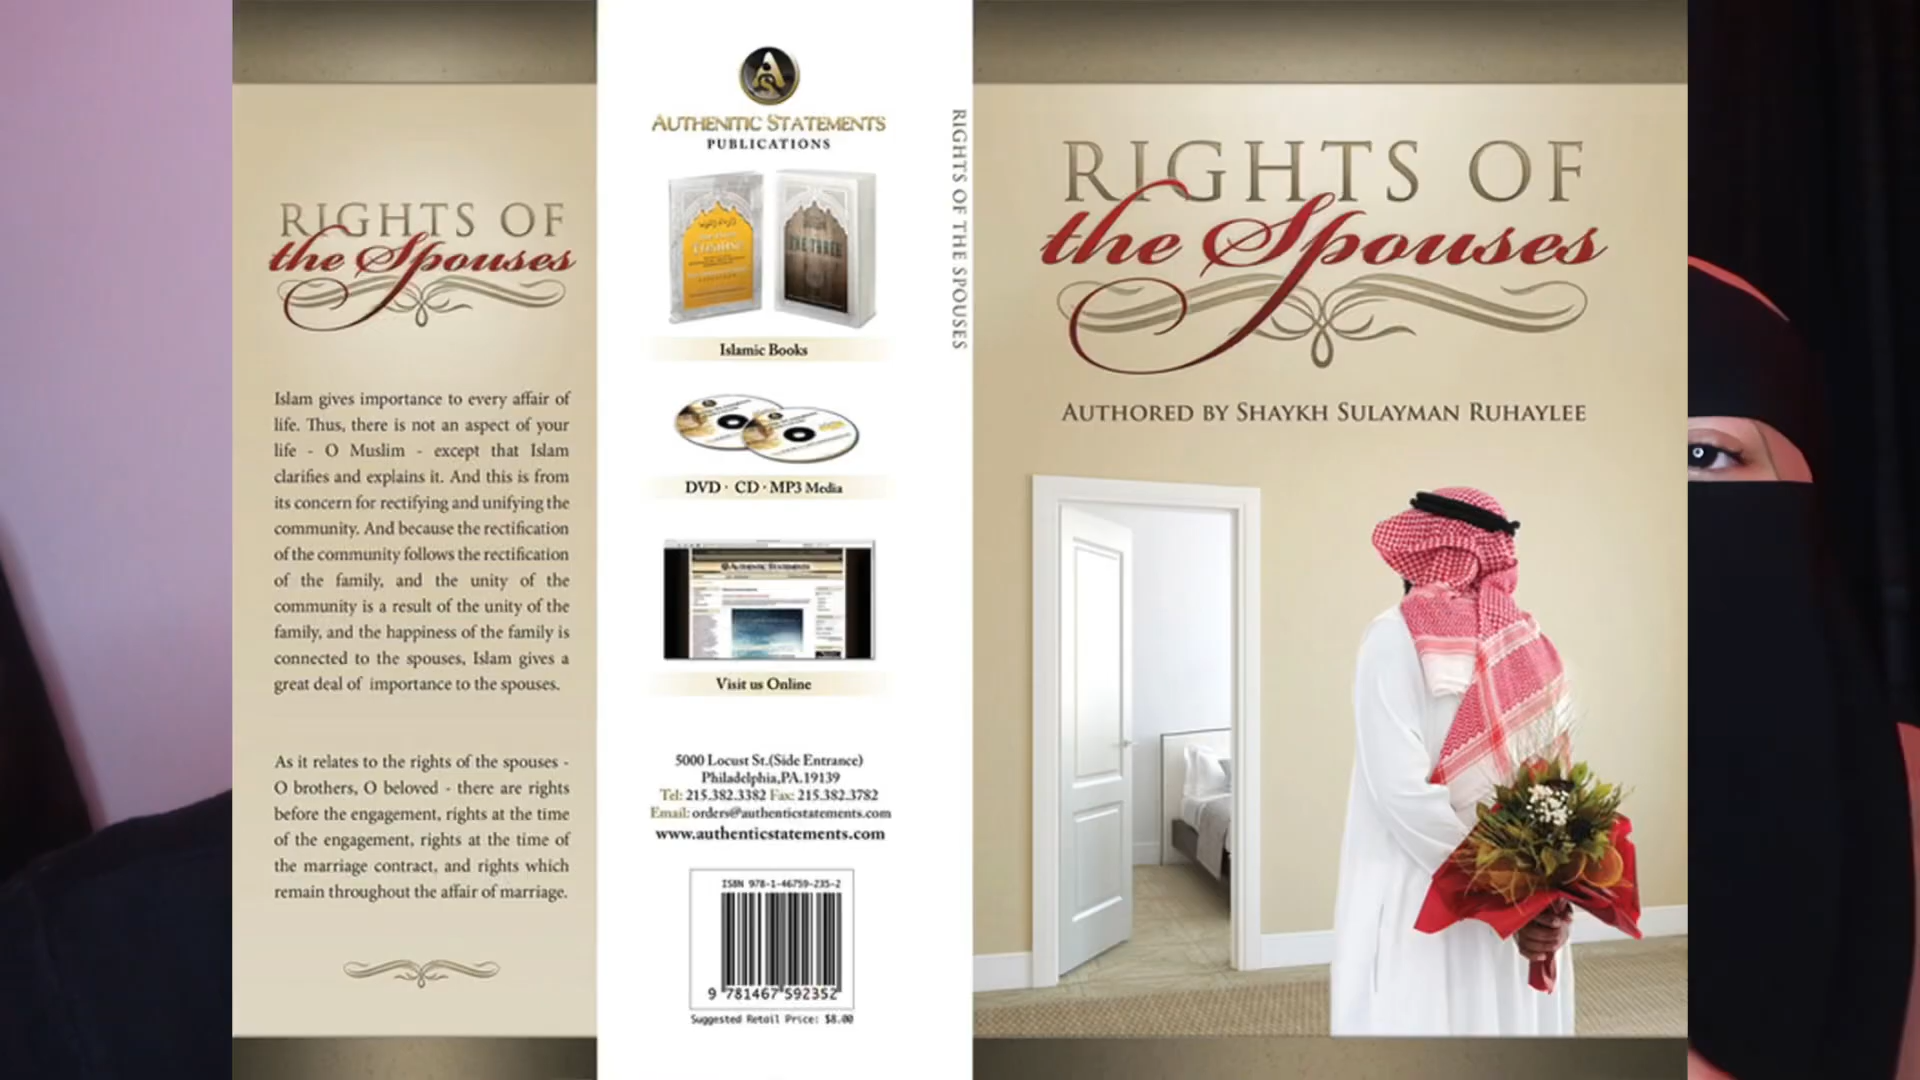 RIGHTS OF
the Spouses
Islam gives importance to every affair of
life. Thus, there is not an aspect of your
life - O Muslim - except that Islam
clarifies and explains it. And this is from
its concern for rectifying and unifying the
community. And because the rectification
of the community follows the rectification
of the family, and the unity of the
community is a result of the unity of the
family, and the happiness of the family is
connected to the spouses, Islam gives a
great deal of importance to the spouses.
As it relates to the rights of the spouses -
O brothers, O beloved - there are rights
before the engagement, rights at the time
of the engagement, rights at the time of
the marriage contract, and rights which
remain throughout the affair of marriage.
AUTHENTIC STATEMENTS
PUBLICATIONS
Islamic Books
DVD · CD · MP3 Media
AUTHENTIC STATEMENTS
Visit us Online
5000 Locust St.(Side Entrance)
Philadelphia,PA.19139
Tel: 215.382.3382 Fax: 215.382.3782
Email: orders@authenticstatements.com
www.authenticstatements.com
ISBN 978-1-46759-235-2
9 781467 592352
Suggested Retail Price: $8.00
RIGHTS OF THE SPOUSES
RIGHTS OF
the Spouses
AUTHORED BY SHAYKH SULAYMAN RUHAYLEE